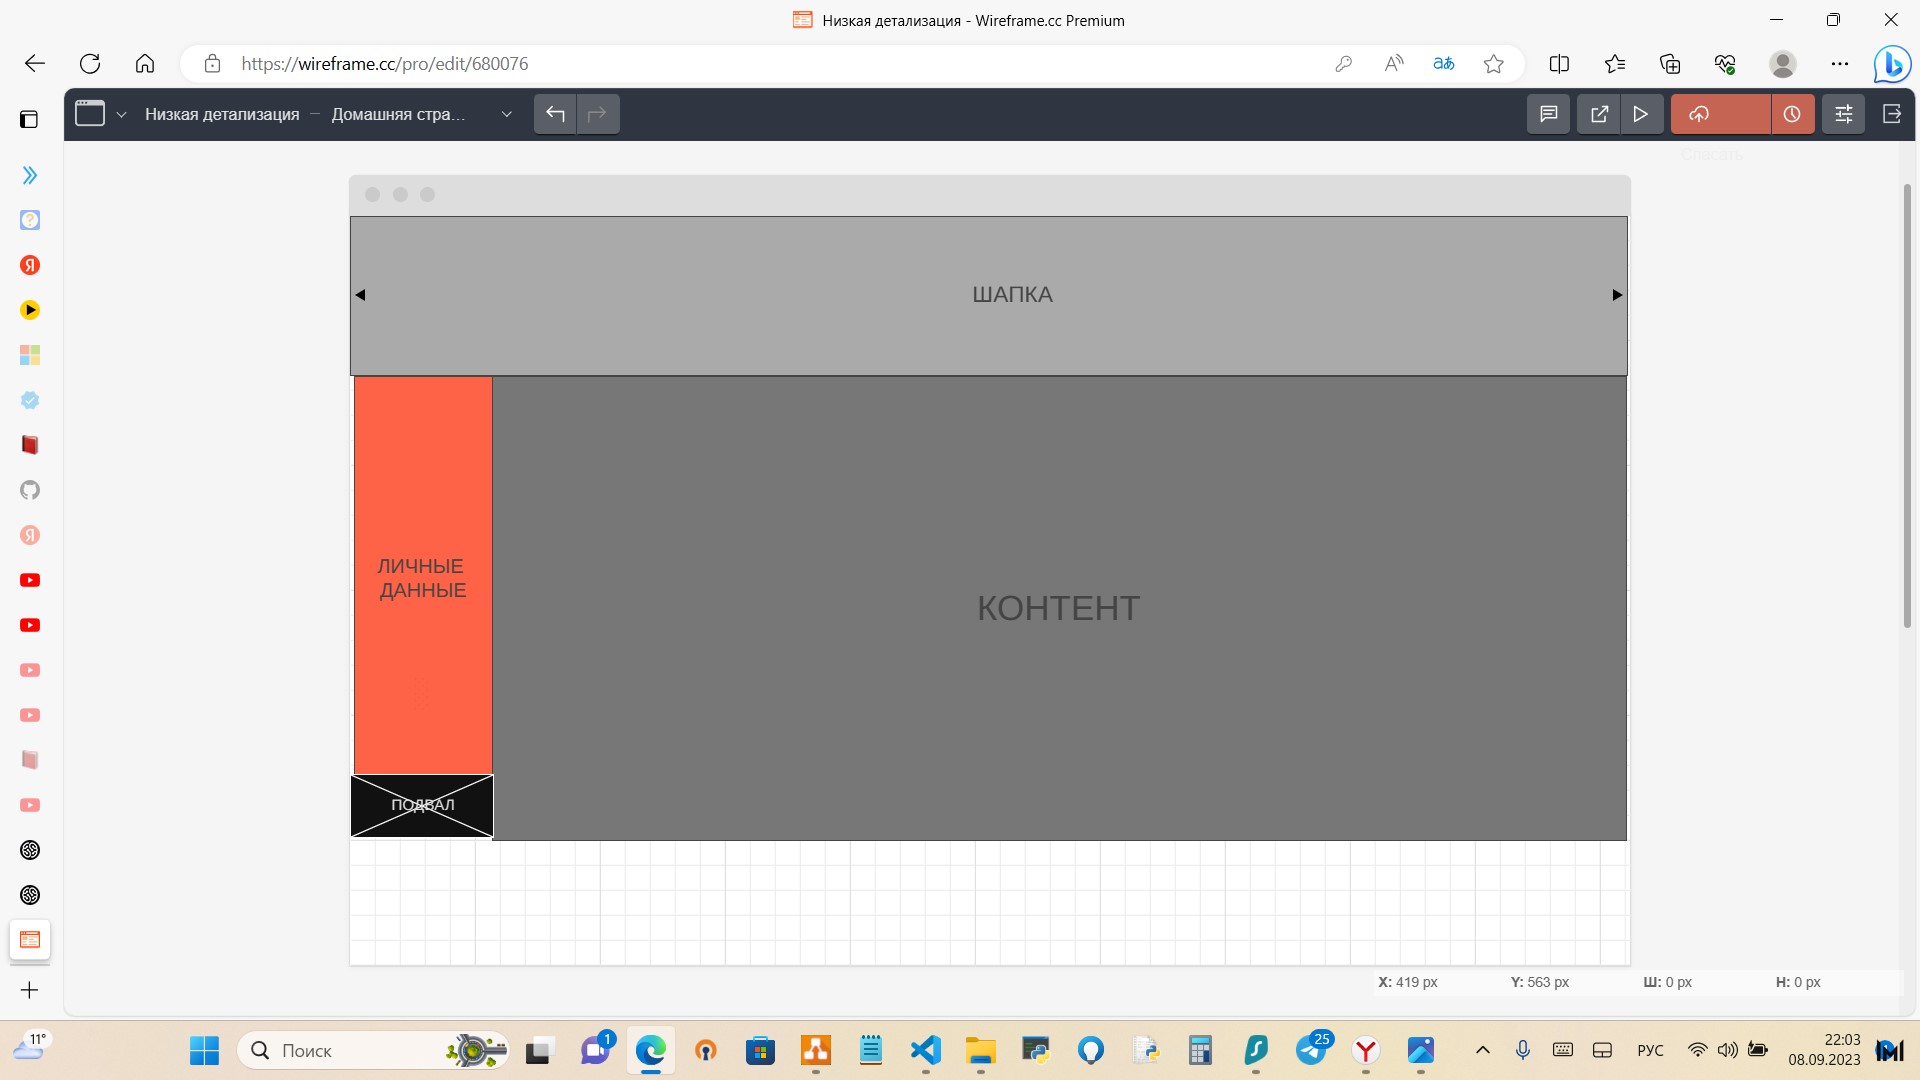 Низкая детализация - Wireframe.cc Premium
https://wireframe.cc/pro/edit/680076
Низкая детализация — Домашняя стра...
Спасать
ШАПКА
ЛИЧНЫЕ
ДАННЫЕ
КОНТЕНТ
ПОДВАЛ
X: 419 px Y: 563 px Ш: 0 px Н: 0 px
11°
Поиск
1
25
РУС
22:03
08.09.2023